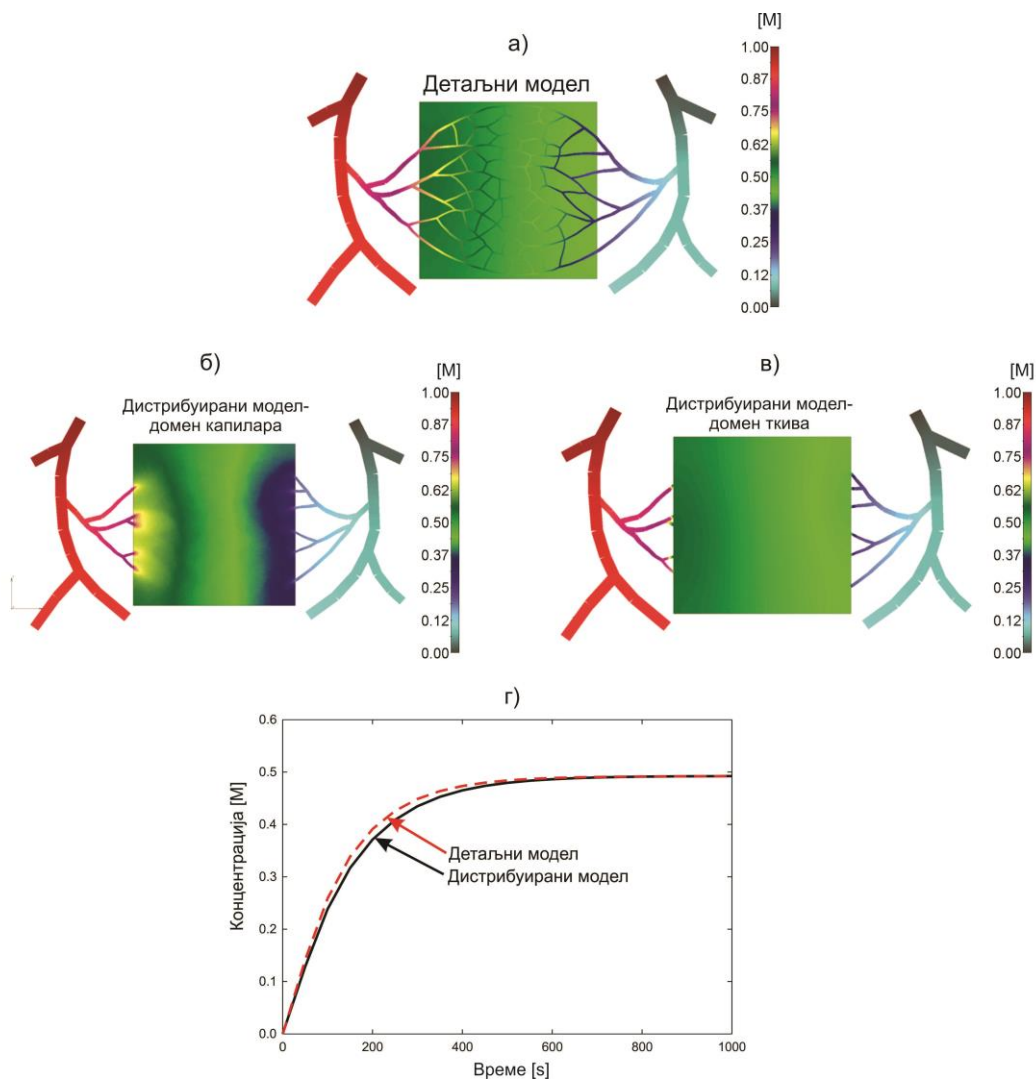 а)
[M]
Детаљни модел
1.00
0.87
0.75
0.62
0.50
0.37
0.25
0.12
0.00
б)
[M]
Дистрибуирани модел-
домен капилара
1.00
0.87
0.75
0.62
0.50
0.37
0.25
0.12
0.00
в)
[M]
Дистрибуирани модел-
домен ткива
1.00
0.87
0.75
0.62
0.50
0.37
0.25
0.12
0.00
г)
Концентрација [M]
0.6
0.5
0.4
0.3
0.2
0.1
0.0
Детаљни модел
Дистрибуирани модел
0 200 400 600 800 1000
Време [s]